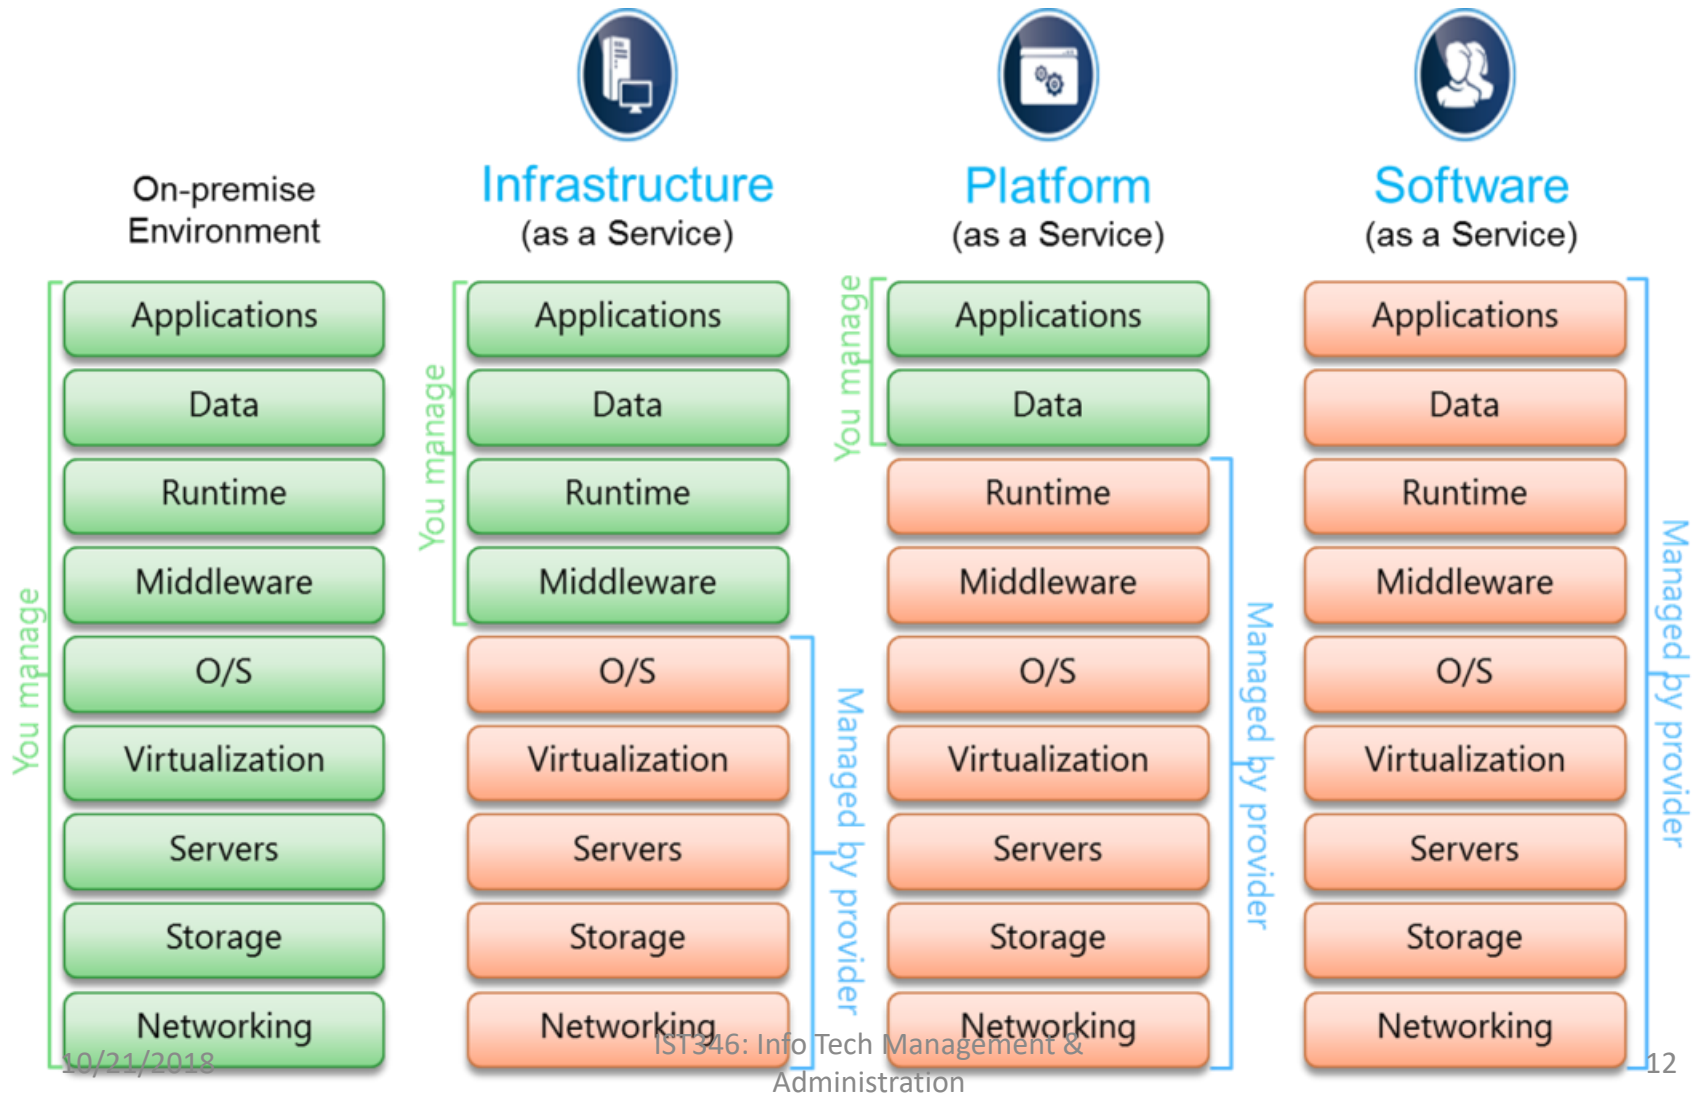 On-premise
Environment
You manage
Applications
Data
Runtime
Middleware
O/S
Virtualization
Servers
Storage
Networking
Infrastructure
(as a Service)
You manage
Applications
Data
Runtime
Middleware
O/S
Virtualization
Servers
Storage
Networking
Managed by provider
Platform
(as a Service)
You manage
Applications
Data
Runtime
Middleware
O/S
Virtualization
Servers
Storage
Networking
Managed by provider
Software
(as a Service)
Applications
Data
Runtime
Middleware
O/S
Virtualization
Servers
Storage
Networking
Managed by provider
10/21/2018
IST346: Info Tech Management &
Administration
12